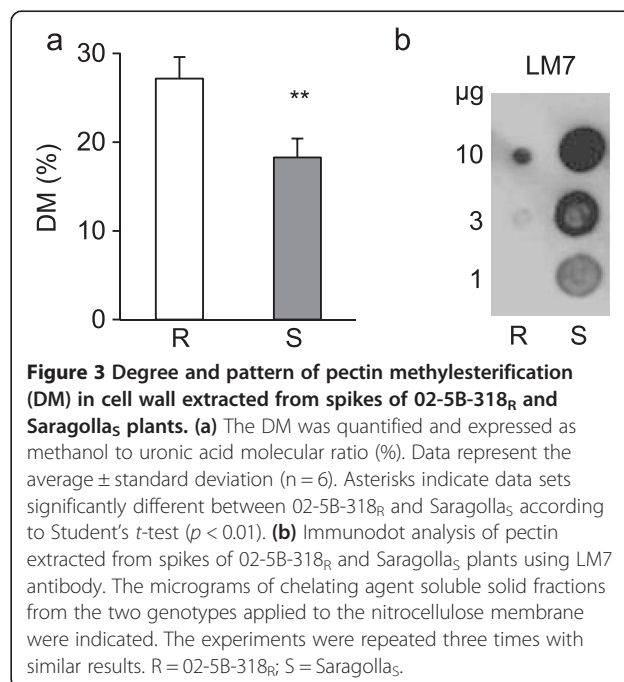 a
b
LM7
30
20
10
0
DM (%)
**
R
S
µg
10
3
1
R S
Figure 3 Degree and pattern of pectin methylesterification
(DM) in cell wall extracted from spikes of 02-5B-318R and
SaragollaS plants. (a) The DM was quantified and expressed as
methanol to uronic acid molecular ratio (%). Data represent the
average ± standard deviation (n = 6). Asterisks indicate data sets
significantly different between 02-5B-318R and SaragollaS according
to Student's t-test (p < 0.01). (b) Immunodot analysis of pectin
extracted from spikes of 02-5B-318R and SaragollaS plants using LM7
antibody. The micrograms of chelating agent soluble solid fractions
from the two genotypes applied to the nitrocellulose membrane
were indicated. The experiments were repeated three times with
similar results. R = 02-5B-318R; S = SaragollaS.